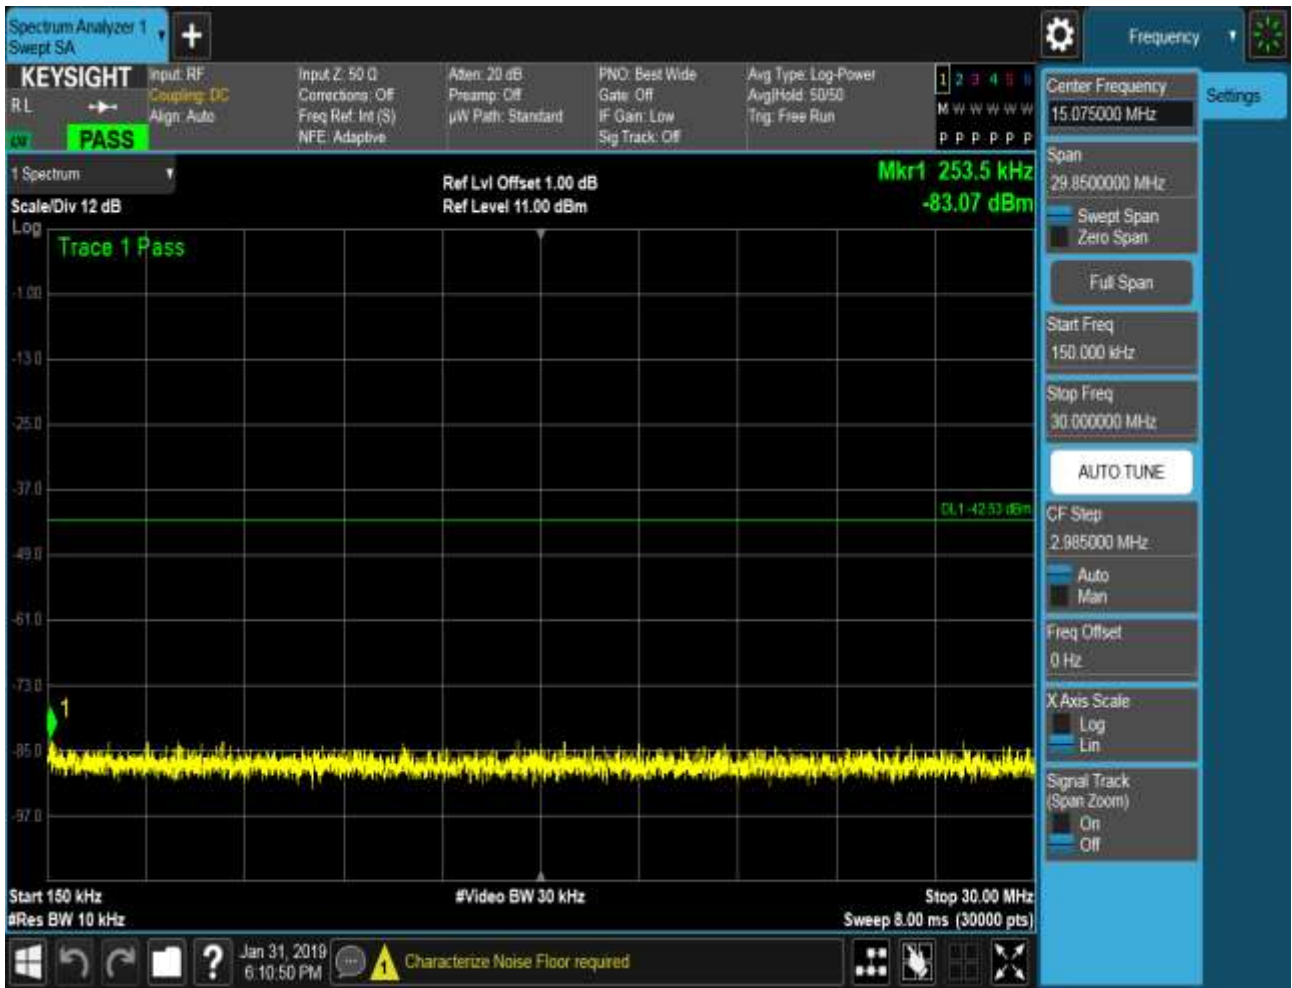 Spectrum Analyzer 1
Swept SA
+
Frequency
KEYSIGHT
R L
PASS
Input: RF
Coupling: DC
Align: Auto
Input Z: 50 Ω
Corrections: Off
Freq Ref: Int (S)
NFE: Adaptive
Atten: 20 dB
Preamp: Off
µW Path: Standard
PNO: Best Wide
Gate: Off
IF Gain: Low
Sig Track: Off
Avg Type: Log-Power
Avg|Hold: 50/50
Trig: Free Run
1 2 3 4 5 6
M W W W W W
P P P P P P
1 Spectrum
Scale/Div 12 dB
Log
Ref Lvl Offset 1.00 dB
Ref Level 11.00 dBm
Mkr1 253.5 kHz
-83.07 dBm
Trace 1 Pass
-1.00
-13.0
-25.0
-37.0
DL1 -42.53 dBm
-49.0
-61.0
-73.0
1
-85.0
-97.0
Start 150 kHz
#Res BW 10 kHz
#Video BW 30 kHz
Stop 30.00 MHz
Sweep 8.00 ms (30000 pts)
?
Jan 31, 2019
6:10:50 PM
1
Characterize Noise Floor required
Center Frequency
15.075000 MHz
Span
29.8500000 MHz
Swept Span
Zero Span
Full Span
Start Freq
150.000 kHz
Stop Freq
30.000000 MHz
AUTO TUNE
CF Step
2.985000 MHz
Auto
Man
Freq Offset
0 Hz
X Axis Scale
Log
Lin
Signal Track
(Span Zoom)
On
Off
Settings